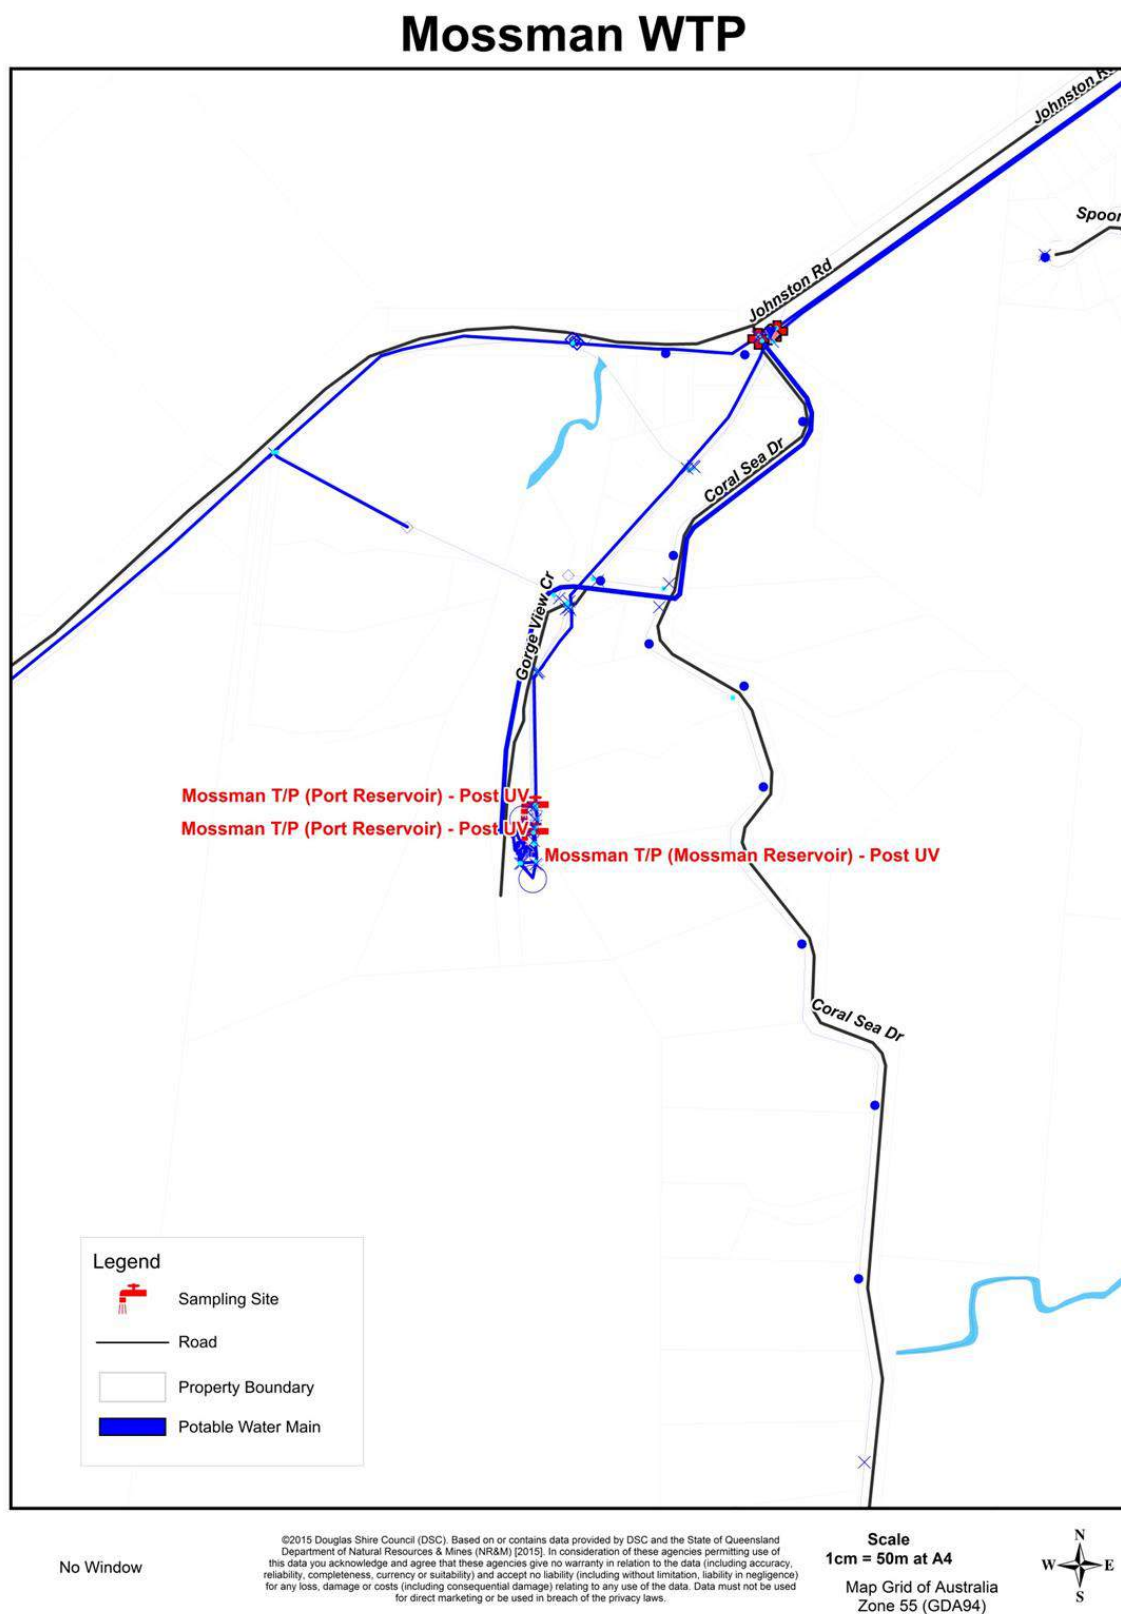 Mossman WTP
Johnston R
Spoor
Johnston Rd
Coral Sea Dr
Gorge View Cr
Mossman T/P (Port Reservoir) - Post UV
Mossman T/P (Port Reservoir) - Post UV
Mossman T/P (Mossman Reservoir) - Post UV
Coral Sea Dr
Legend
Sampling Site
Road
Property Boundary
Potable Water Main
No Window
©2015 Douglas Shire Council (DSC). Based on or contains data provided by DSC and the State of Queensland
Department of Natural Resources & Mines (NR&M) [2015]. In consideration of these agencies permitting use of
this data you acknowledge and agree that these agencies give no warranty in relation to the data (including accuracy,
reliability, completeness, currency or suitability) and accept no liability (including without limitation, liability in negligence)
for any loss, damage or costs (including consequential damage) relating to any use of the data. Data must not be used
for direct marketing or be used in breach of the privacy laws.
Scale
1cm = 50m at A4
Map Grid of Australia
Zone 55 (GDA94)
N
W E
S